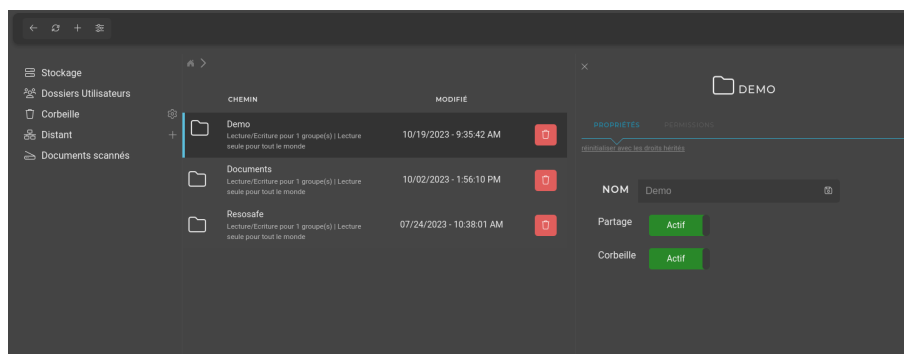 Stockage
Dossiers Utilisateurs
Corbeille
Distant
Documents scannés
CHEMIN MODIFIÉ
Demo
Lecture/Ecriture pour 1 groupe(s) | Lecture
seule pour tout le monde
10/19/2023 - 9:35:42 AM
Documents
Lecture/Ecriture pour 1 groupe(s) | Lecture
seule pour tout le monde
10/02/2023 - 1:56:10 PM
Resosafe
Lecture/Ecriture pour 1 groupe(s) | Lecture
seule pour tout le monde
07/24/2023 - 10:38:01 AM
DEMO
PROPRIÉTÉS PERMISSIONS
réinitialiser avec les droits hérités
NOM Demo
Partage Actif
Corbeille Actif